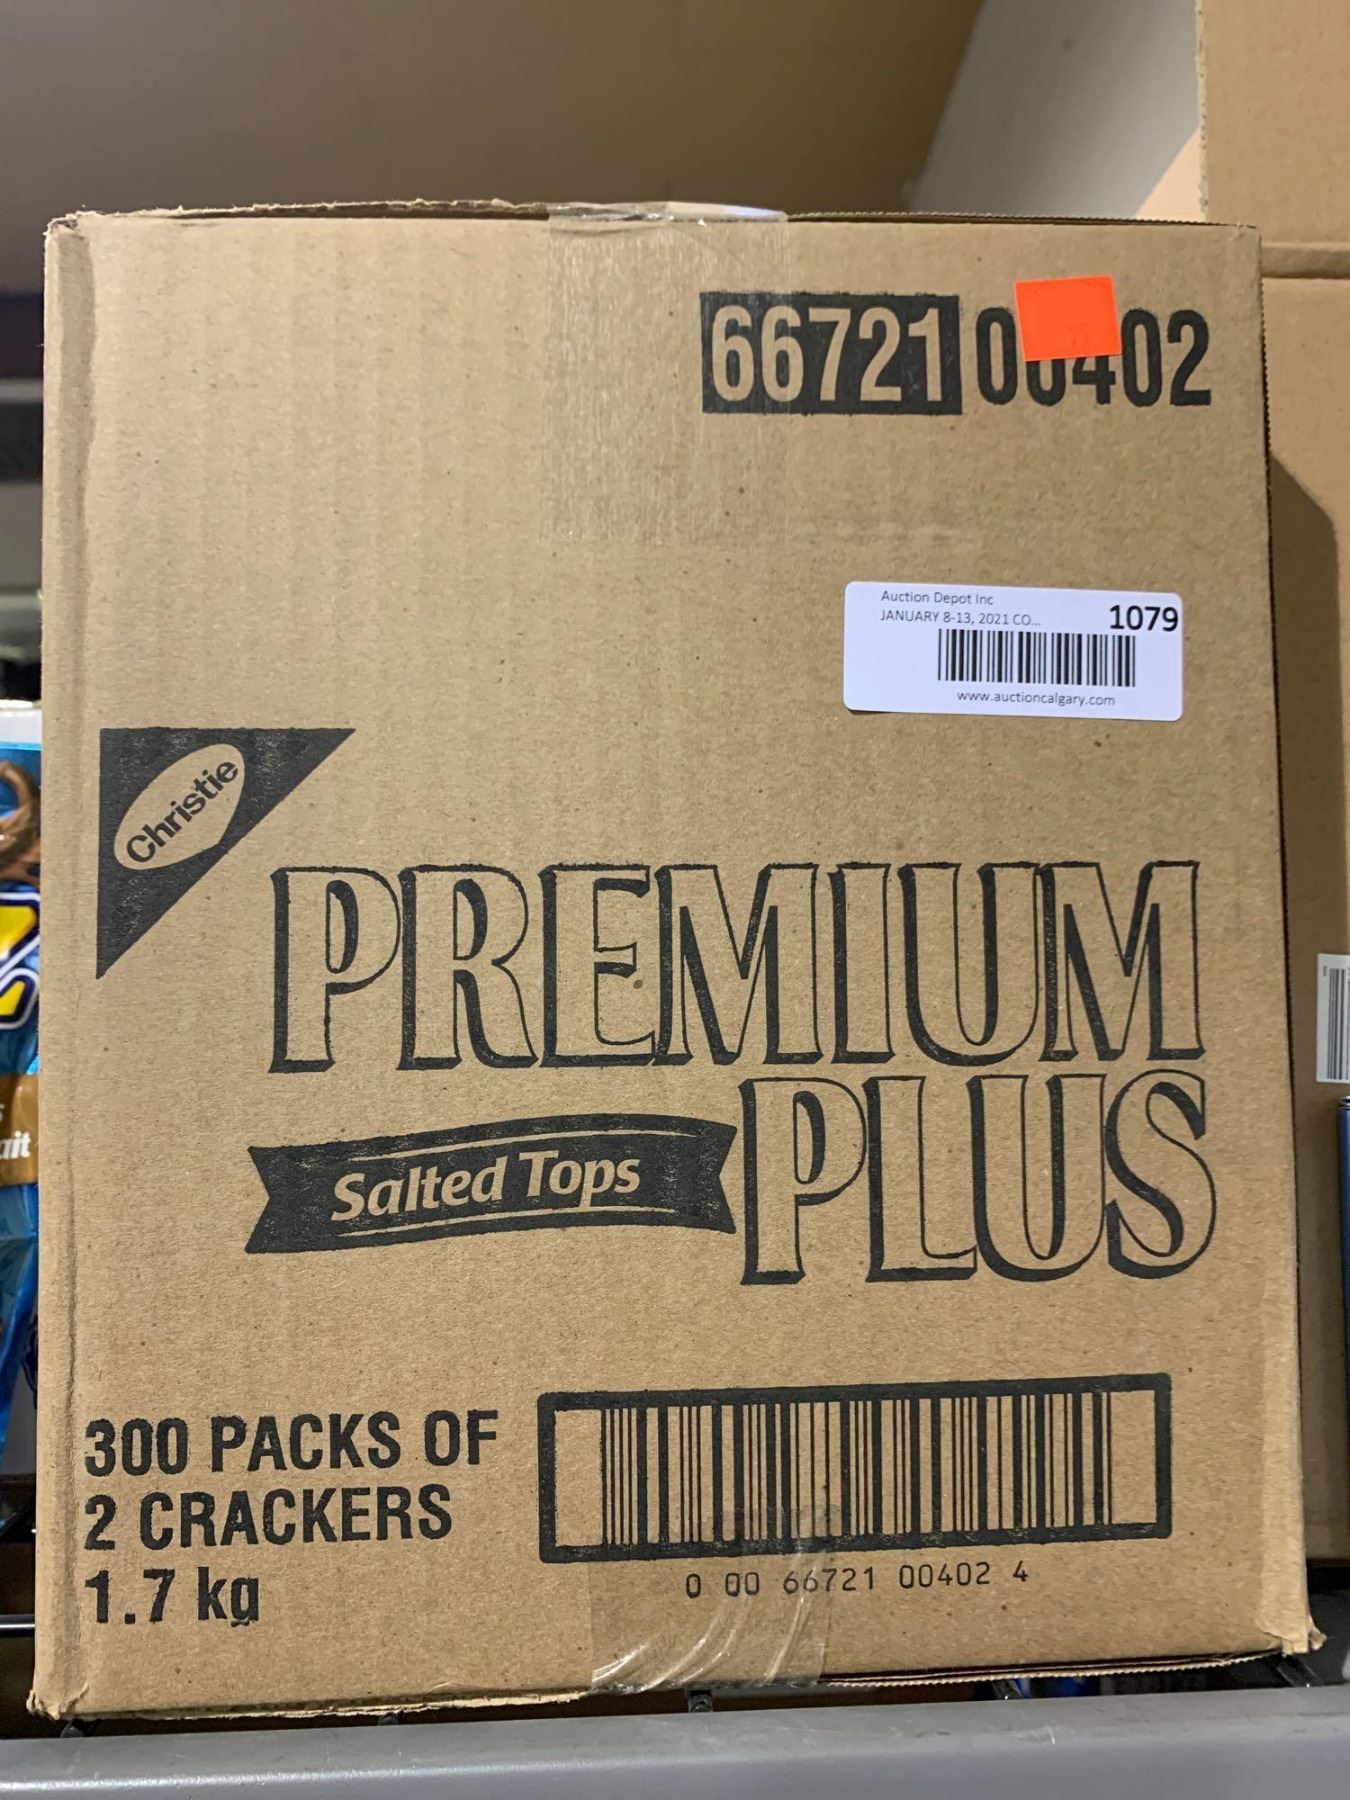 66721 00402
Auction Depot Inc
JANUARY 8-13, 2021 CO...
1079
www.auctioncalgary.com
Christie
PREMIUM
PLUS
Salted Tops
300 PACKS OF
2 CRACKERS
1.7 kg
0 00 66721 00402 4